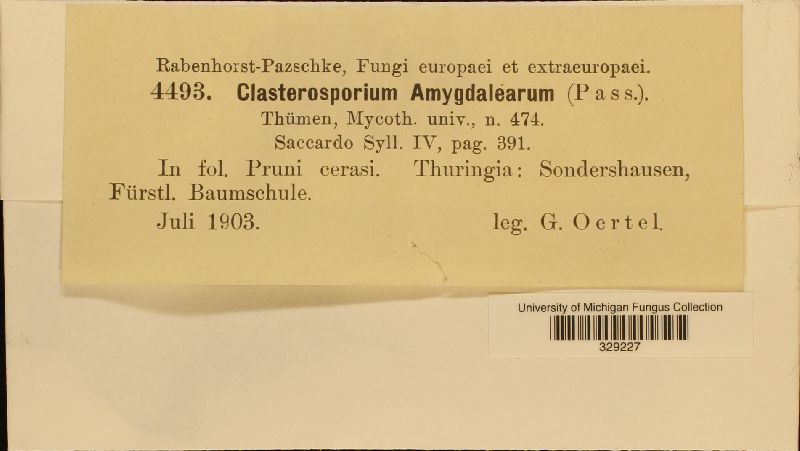 Rabenhorst-Pazschke, Fungi europaei et extraeuropaei.
4493. Clasterosporium Amygdalearum (Pass.).
Thümen, Mycoth. univ., n. 474.
Saccardo Syll. IV, pag. 391.
In fol. Pruni cerasi. Thuringia: Sondershausen,
Fürstl. Baumschule.
Juli 1903. leg. G. Oertel.
University of Michigan Fungus Collection
329227